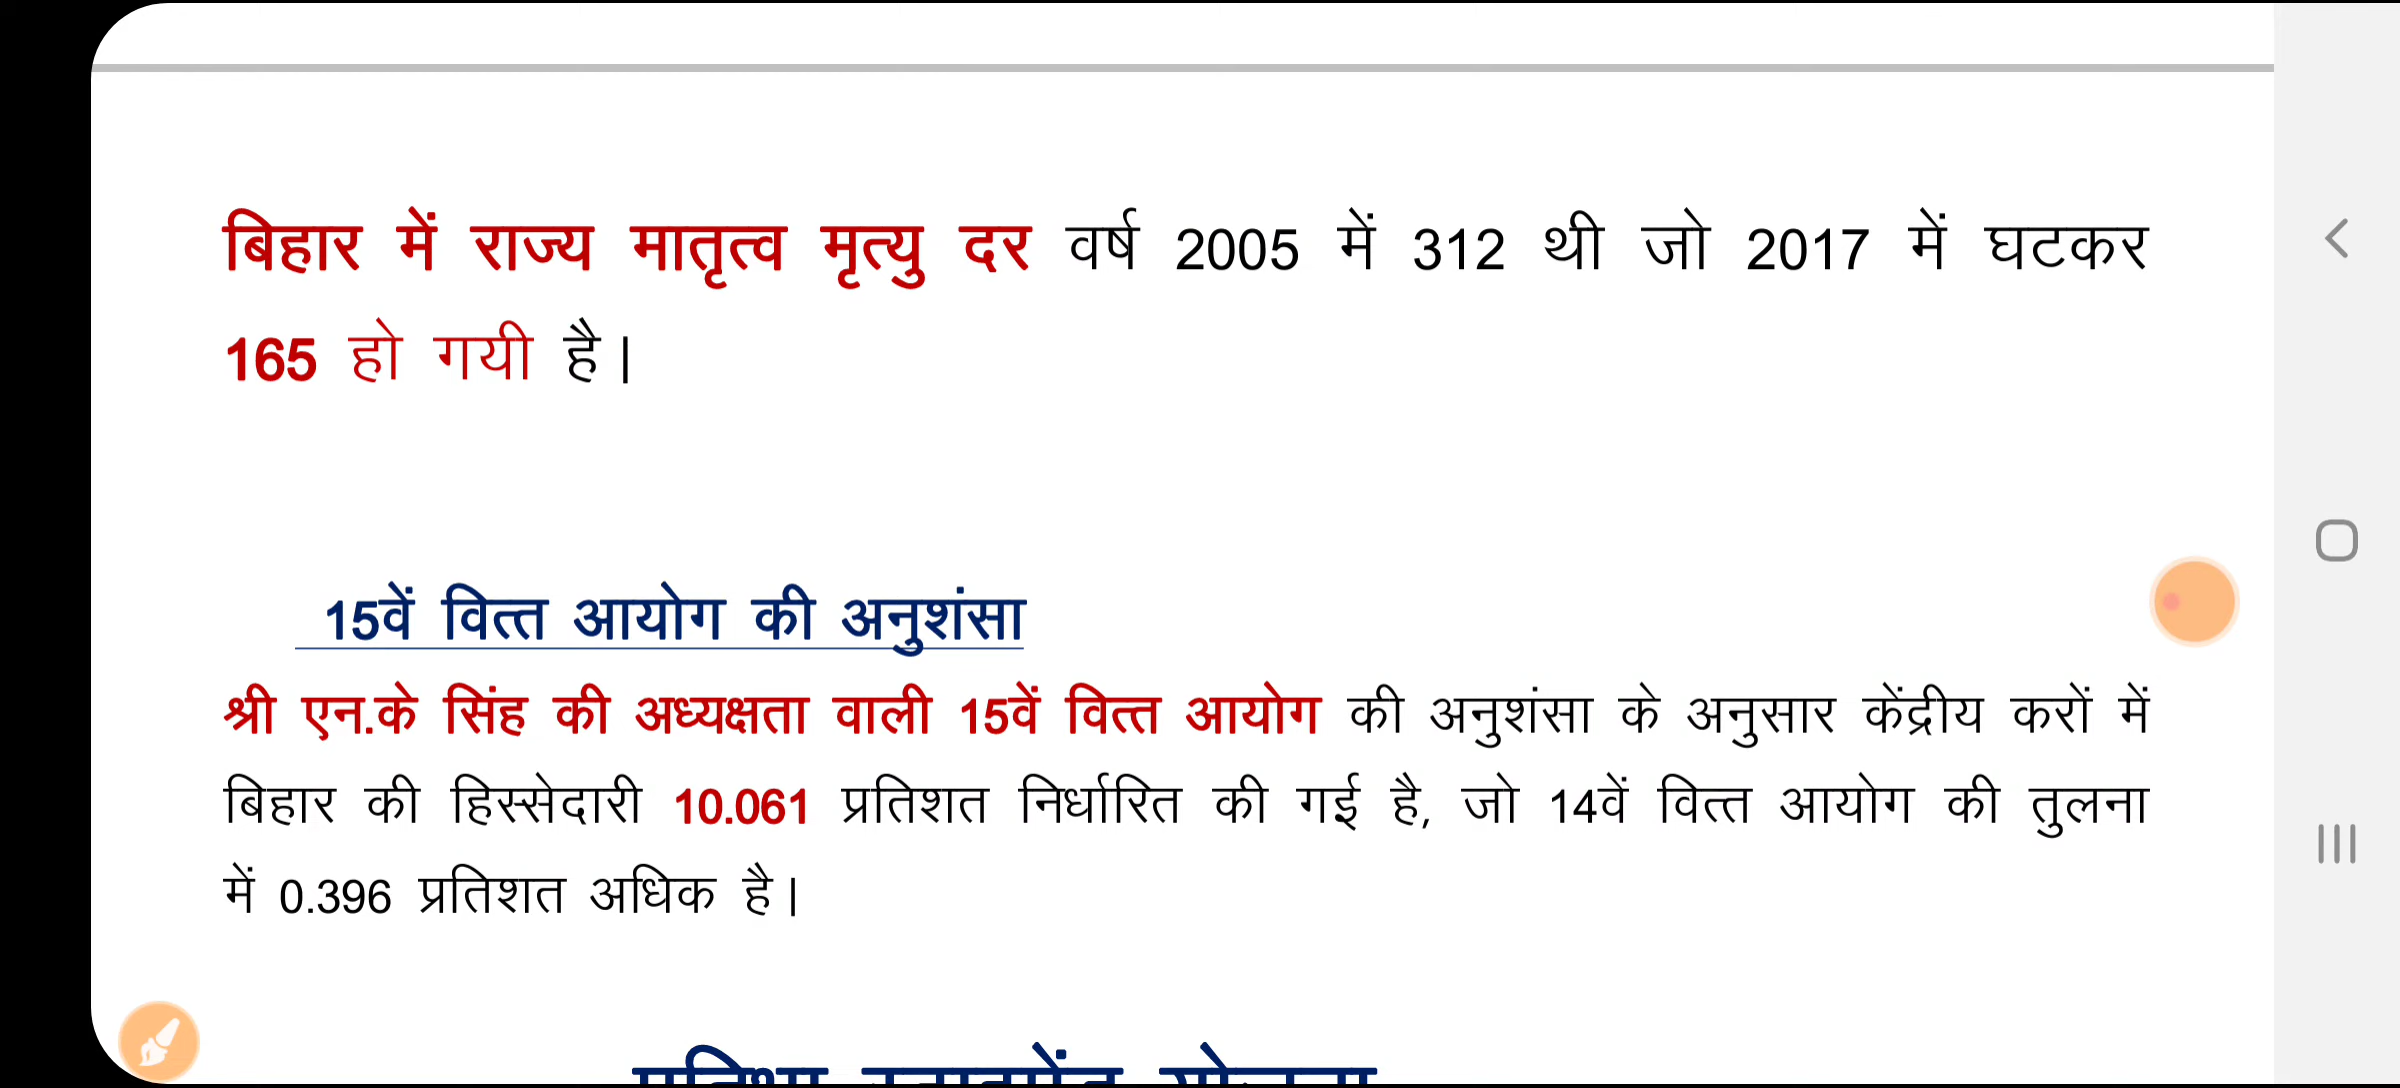 बिहार में राज्य मातृत्व मृत्यु दर वर्ष 2005 में 312 थी जो 2017 में घटकर
165 हो गयी है।
15वें वित्त आयोग की अनुशंसा
श्री एन.के सिंह की अध्यक्षता वाली 15वें वित्त आयोग की अनुशंसा के अनुसार केंद्रीय करों में
बिहार की हिस्सेदारी 10.061 प्रतिशत निर्धारित की गई है, जो 14वें वित्त आयोग की तुलना
में 0.396 प्रतिशत अधिक है।